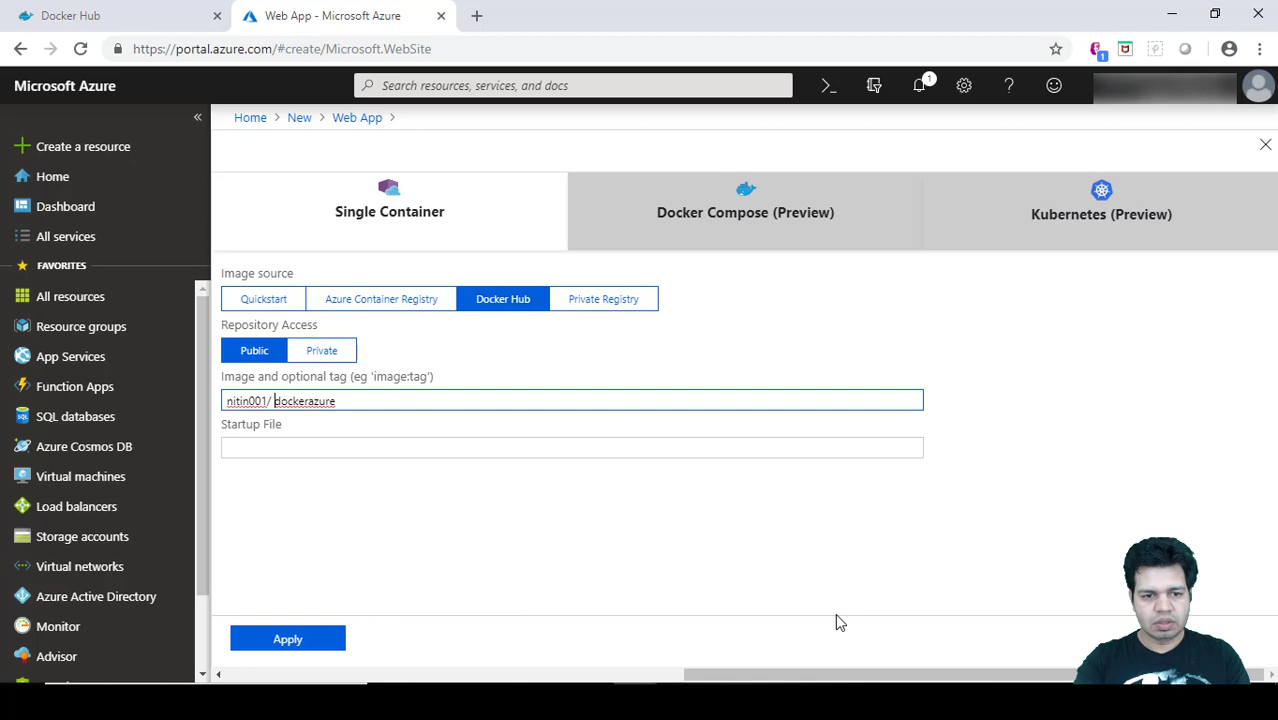 Docker Hub
Web App - Microsoft Azure
https://portal.azure.com/#create/Microsoft.WebSite
1
Microsoft Azure
Search resources, services, and docs
1
Home > New > Web App >
Create a resource
Home
Dashboard
All services
FAVORITES
All resources
Resource groups
App Services
Function Apps
SQL databases
Azure Cosmos DB
Virtual machines
Load balancers
Storage accounts
Virtual networks
Azure Active Directory
Monitor
Advisor
Single Container
Docker Compose (Preview)
Kubernetes (Preview)
Image source
Quickstart
Azure Container Registry
Docker Hub
Private Registry
Repository Access
Public
Private
Image and optional tag (eg 'image:tag')
nitin001/ dockerazure
Startup File
Apply